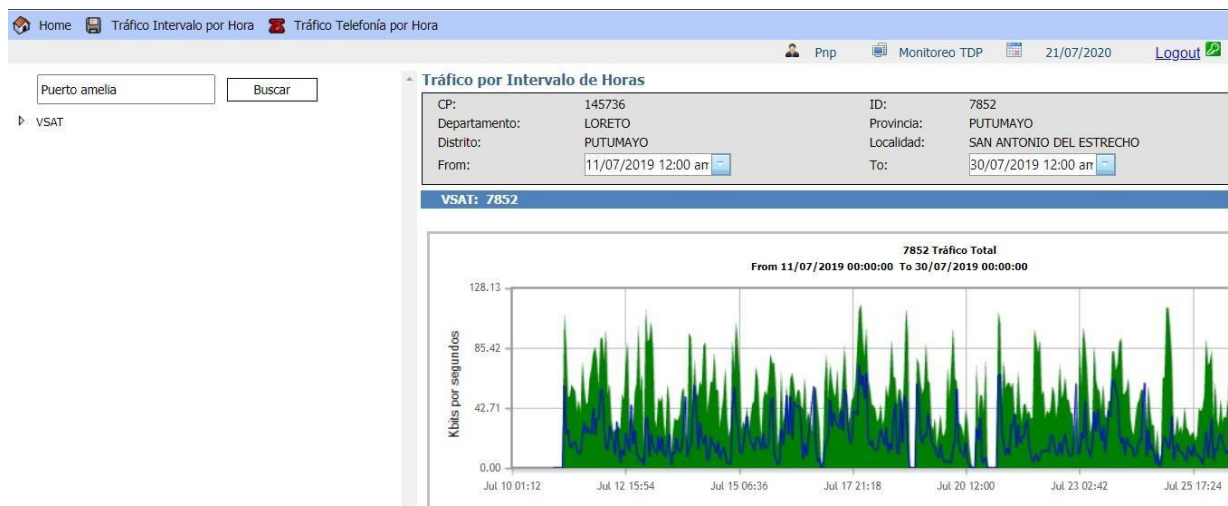 Home Tráfico Intervalo por Hora Tráfico Telefonía por Hora
Pnp Monitoreo TDP 21/07/2020 Logout
Puerto amelia Buscar
VSAT
Tráfico por Intervalo de Horas
CP: 145736 ID: 7852
Departamento: LORETO Provincia: PUTUMAYO
Distrito: PUTUMAYO Localidad: SAN ANTONIO DEL ESTRECHO
From: 11/07/2019 12:00 am To: 30/07/2019 12:00 am
VSAT: 7852
7852 Tráfico Total
From 11/07/2019 00:00:00 To 30/07/2019 00:00:00
Kbits por segundos
128.13
85.42
42.71
0.00
Jul 10 01:12 Jul 12 15:54 Jul 15 06:36 Jul 17 21:18 Jul 20 12:00 Jul 23 02:42 Jul 25 17:24